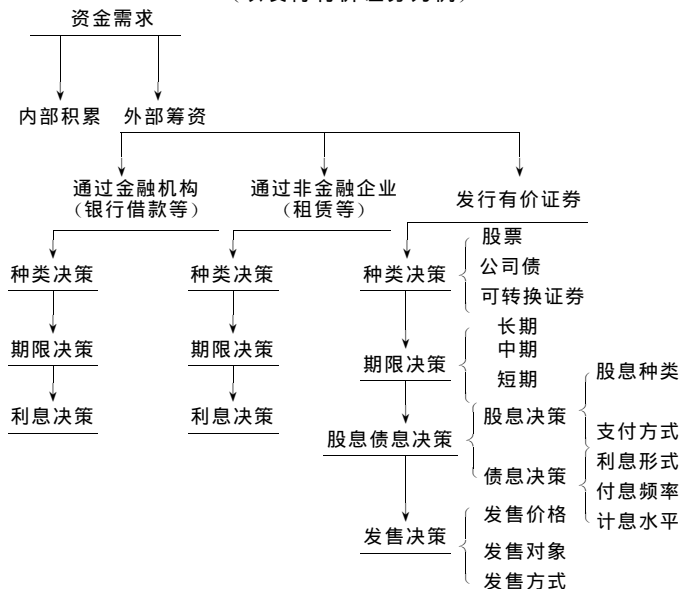 资金需求
内部积累 外部筹资
通过金融机构
（银行借款等）
通过非金融企业
（租赁等）
发行有价证券
种类决策 种类决策 种类决策
股票
公司债
可转换证券
期限决策 期限决策 期限决策
长期
中期
短期
利息决策 利息决策 股息债息决策
股息决策
股息种类
支付方式
债息决策
利息形式
付息频率
计息水平
发售决策
发售价格
发售对象
发售方式